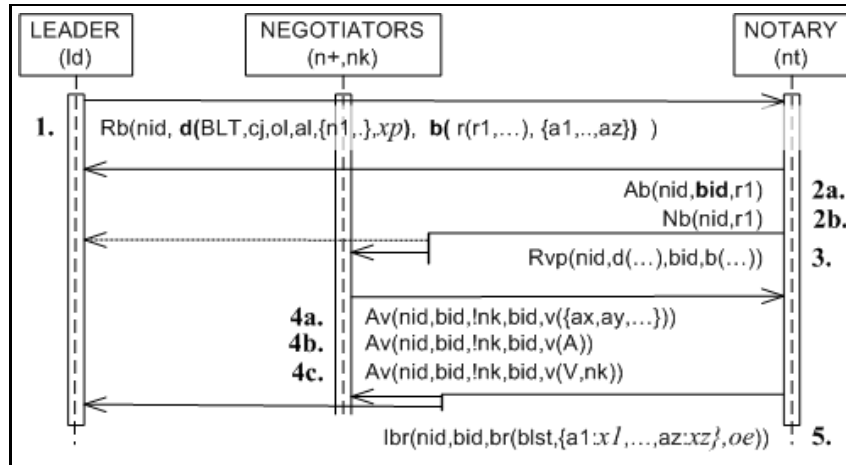 LEADER
(ld)
NEGOTIATORS
(n+,nk)
NOTARY
(nt)
1. Rb(nid, d(BLT,cj,ol,al,{n1,.},xp), b( r(r1,…), {a1,..,az}) )
Ab(nid,bid,r1) 2a.
Nb(nid,r1) 2b.
Rvp(nid,d(…),bid,b(…)) 3.
4a. Av(nid,bid,!nk,bid,v({ax,ay,…}))
4b. Av(nid,bid,!nk,bid,v(A))
4c. Av(nid,bid,!nk,bid,v(V,nk))
Ibr(nid,bid,br(blst,{a1:x1,…,az:xz},oe)) 5.